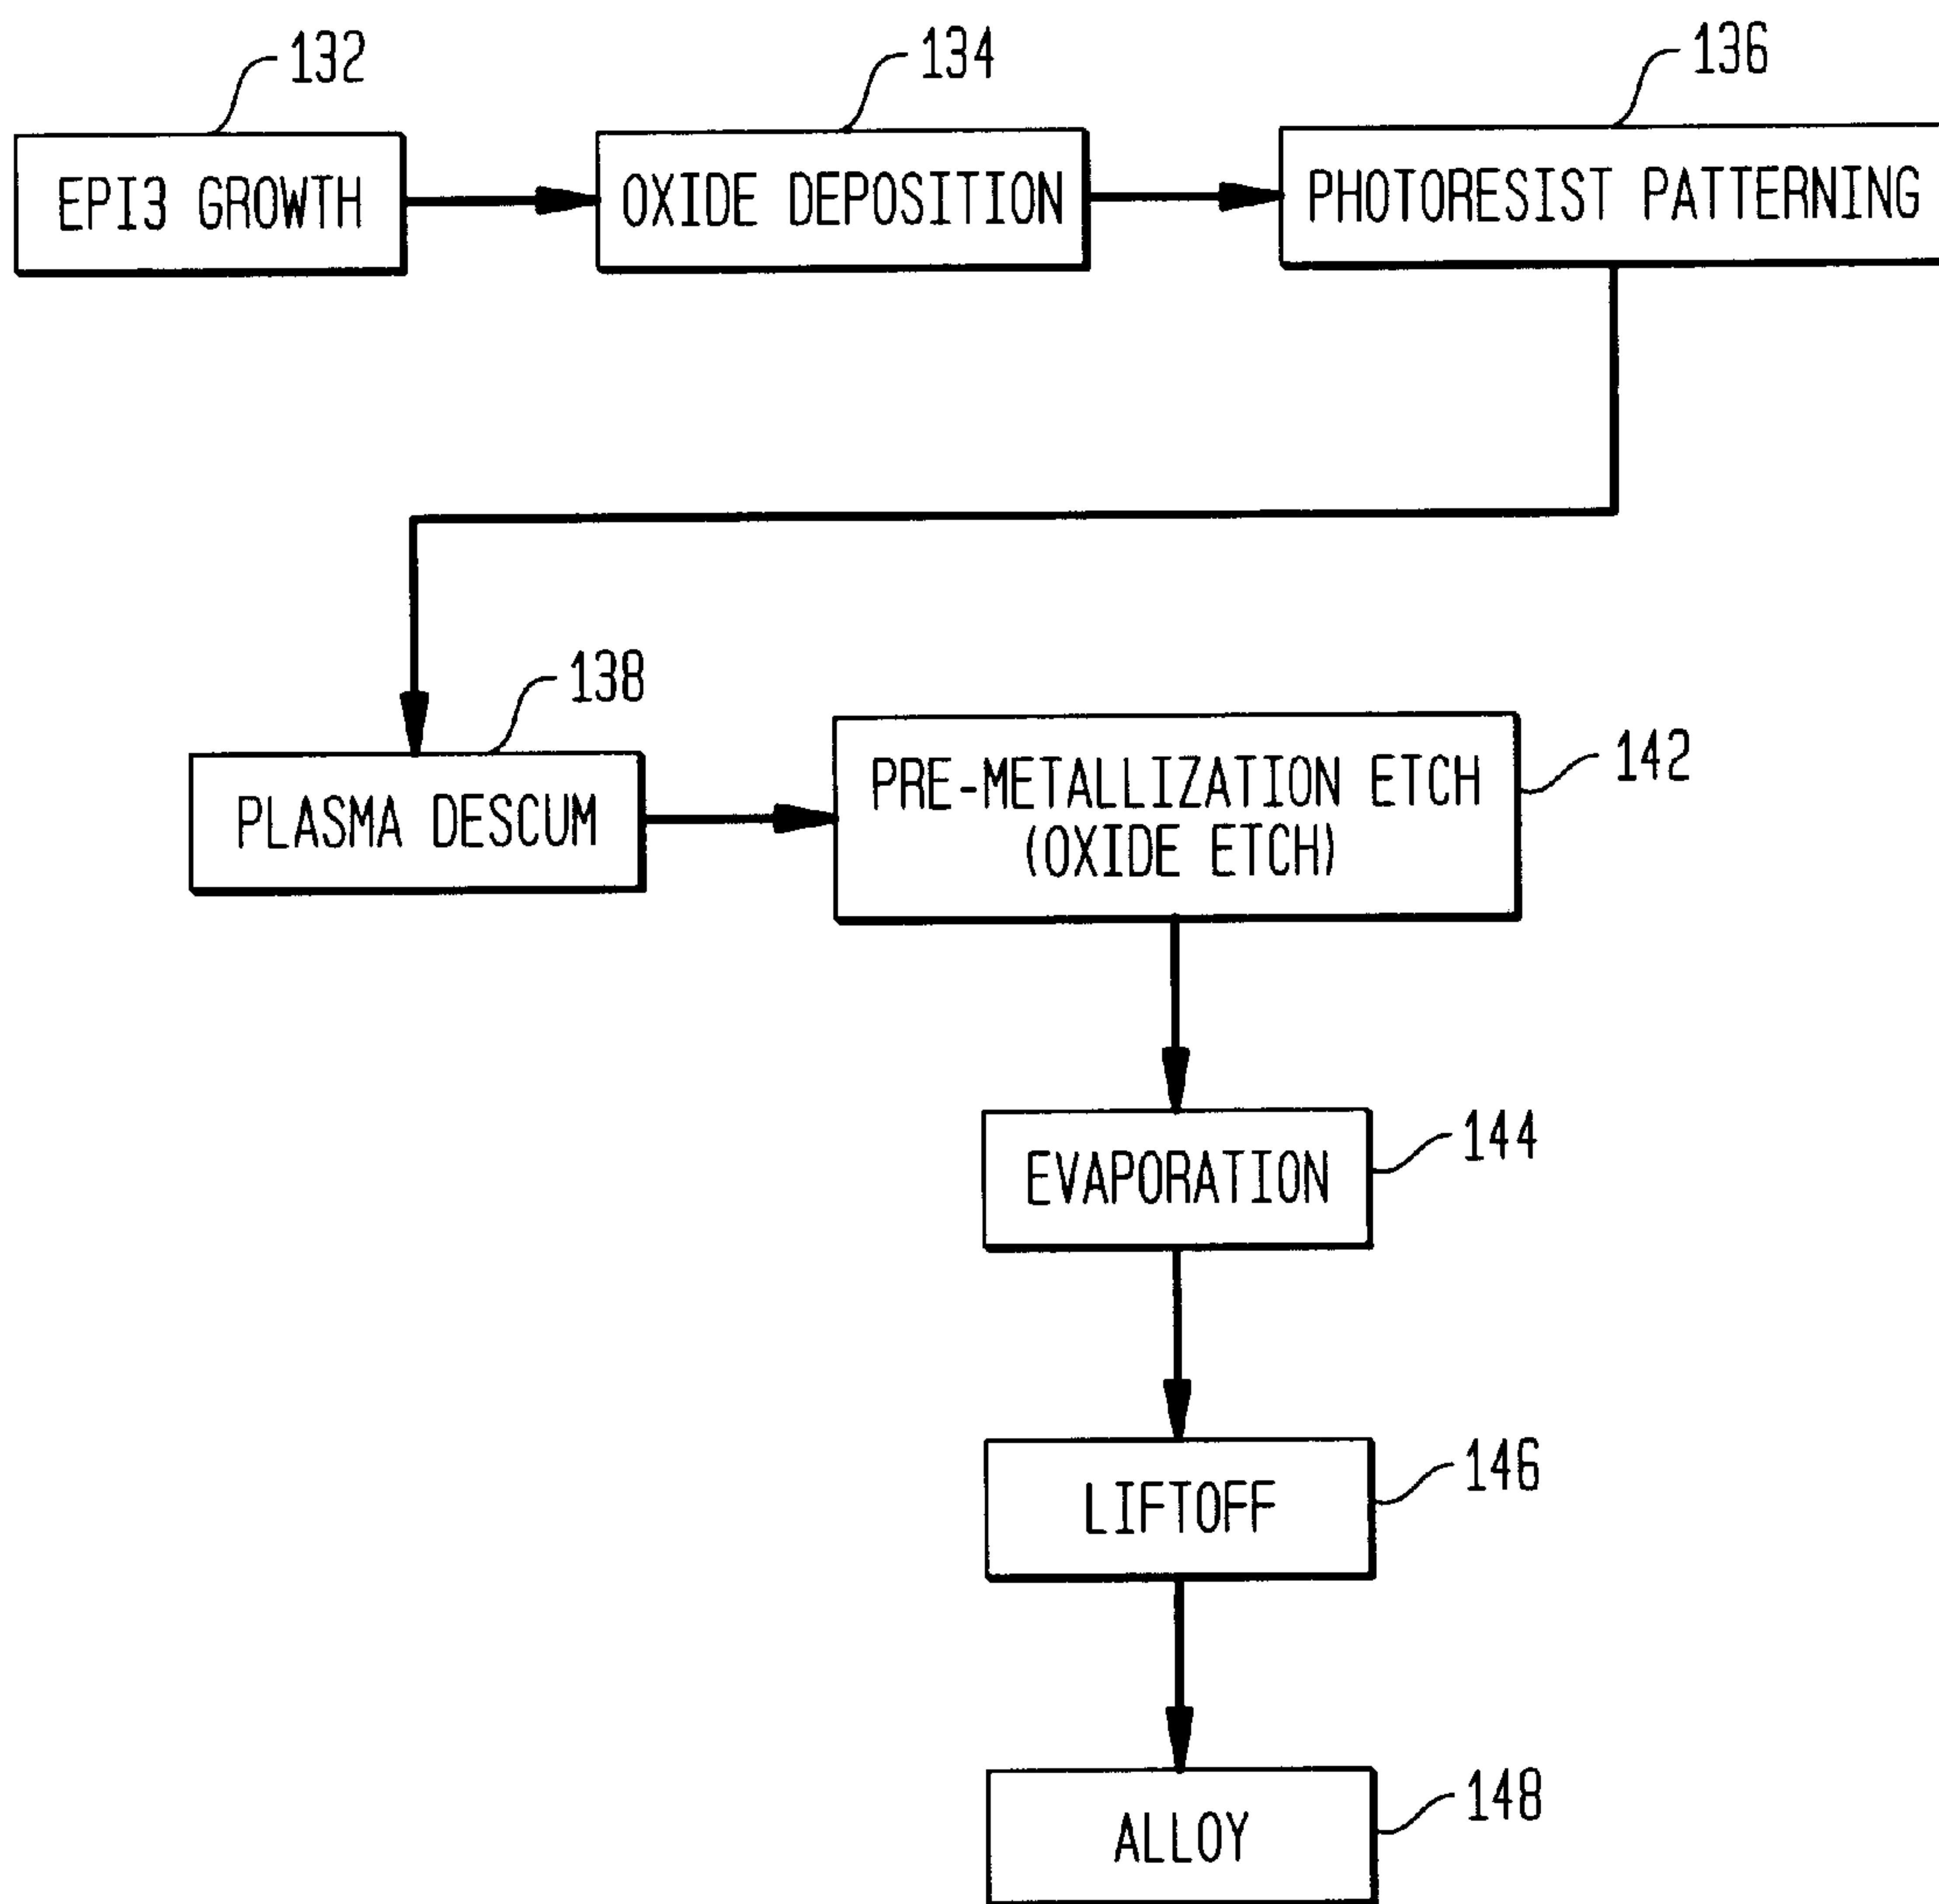 132
134
136
EPI3 GROWTH
OXIDE DEPOSITION
PHOTORESIST PATTERNING
138
PLASMA DESCUM
142
PRE-METALLIZATION ETCH
(OXIDE ETCH)
144
EVAPORATION
146
LIFTOFF
148
ALLOY